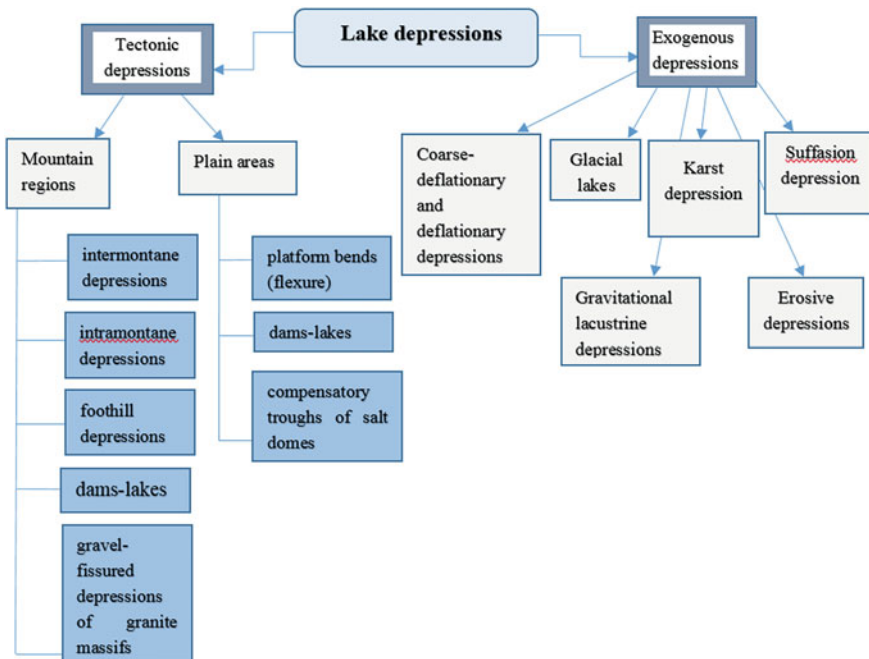 Lake depressions
Tectonic
depressions
Exogenous
depressions
Mountain
regions
Plain areas
Coarse-
deflationary
and
deflationary
depressions
Glacial
lakes
Karst
depression
Suffasion
depression
intermontane
depressions
platform bends
(flexure)
Gravitational
lacustrine
depressions
Erosive
depressions
intramontane
depressions
dams-lakes
foothill
depressions
compensatory
troughs of salt
domes
dams-lakes
gravel-
fissured
depressions
of granite
massifs